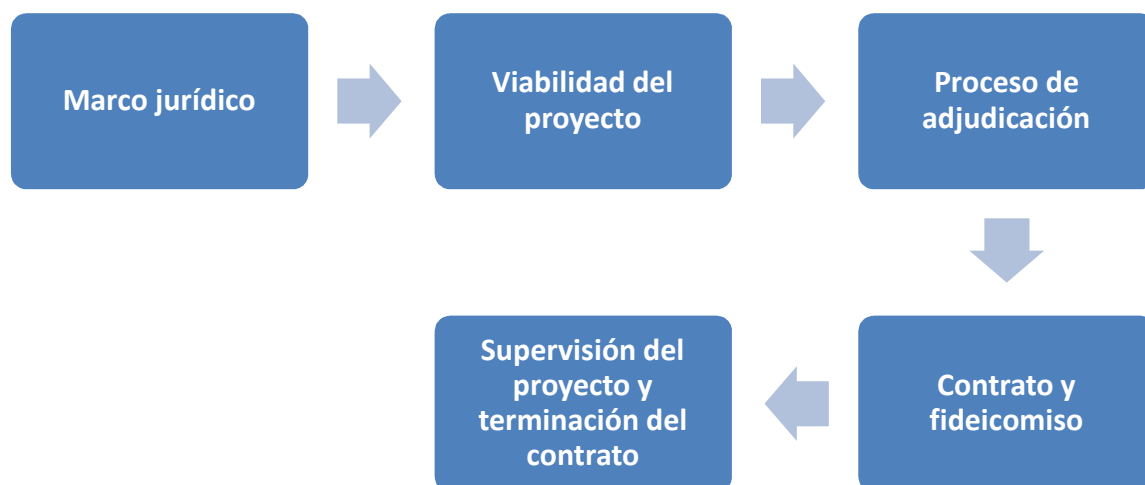 Marco jurídico
Viabilidad del
proyecto
Proceso de
adjudicación
Contrato y
fideicomiso
Supervisión del
proyecto y
terminación del
contrato